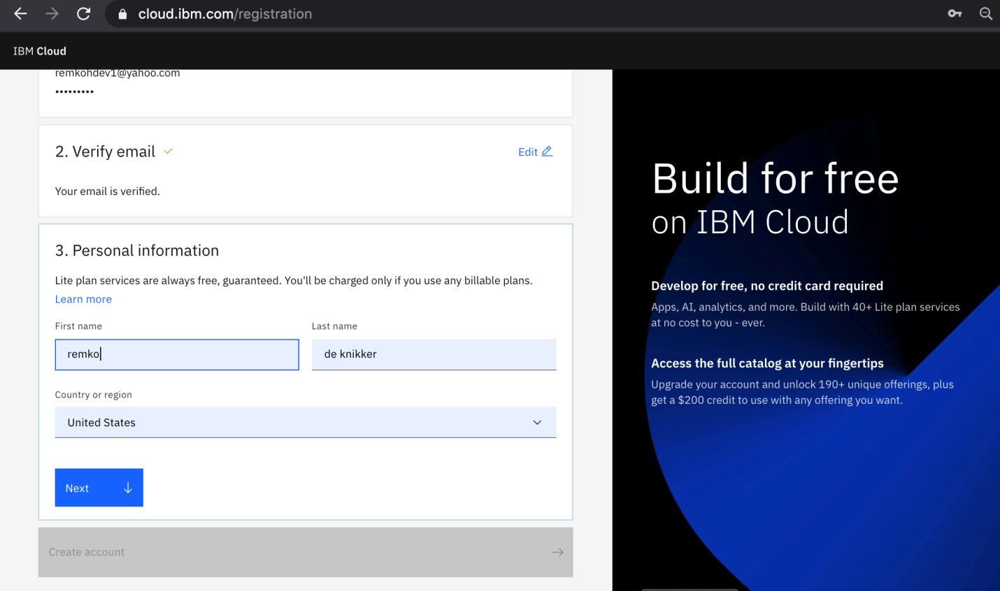 cloud.ibm.com/registration
IBM Cloud
remkohdev1@yahoo.com
•••••••••
2. Verify email
Edit
Your email is verified.
3. Personal information
Lite plan services are always free, guaranteed. You'll be charged only if you use any billable plans.
Learn more
First name
Last name
remko
de knikker
Country or region
United States
Next
Create account
Build for free
on IBM Cloud
Develop for free, no credit card required
Apps, AI, analytics, and more. Build with 40+ Lite plan services
at no cost to you - ever.
Access the full catalog at your fingertips
Upgrade your account and unlock 190+ unique offerings, plus
get a $200 credit to use with any offering you want.